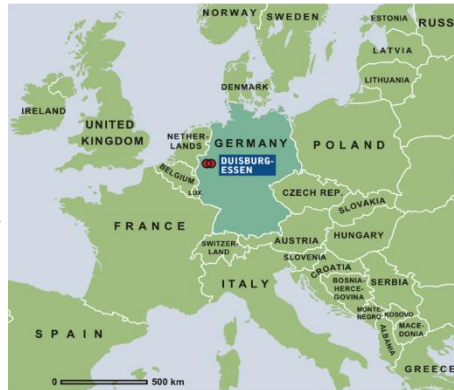 NORWAY
SWEDEN
ESTONIA
RUSS
LATVIA
LITHUANIA
DENMARK
IRELAND
UNITED
KINGDOM
NETHER-
LANDS
GERMANY
POLAND
DUISBURG-
ESSEN
BELGIUM
LUX.
CZECH REP.
SLOVAKIA
FRANCE
SWITZER-
LAND
AUSTRIA
HUNGARY
SLOVENIA
CROATIA
ITALY
BOSNIA-
HERCE-
GOVINA
SERBIA
MONTE-
NEGRO
KOSOVO
ALBANIA
MACE-
DONIA
SPAIN
GREECE
0 500 km